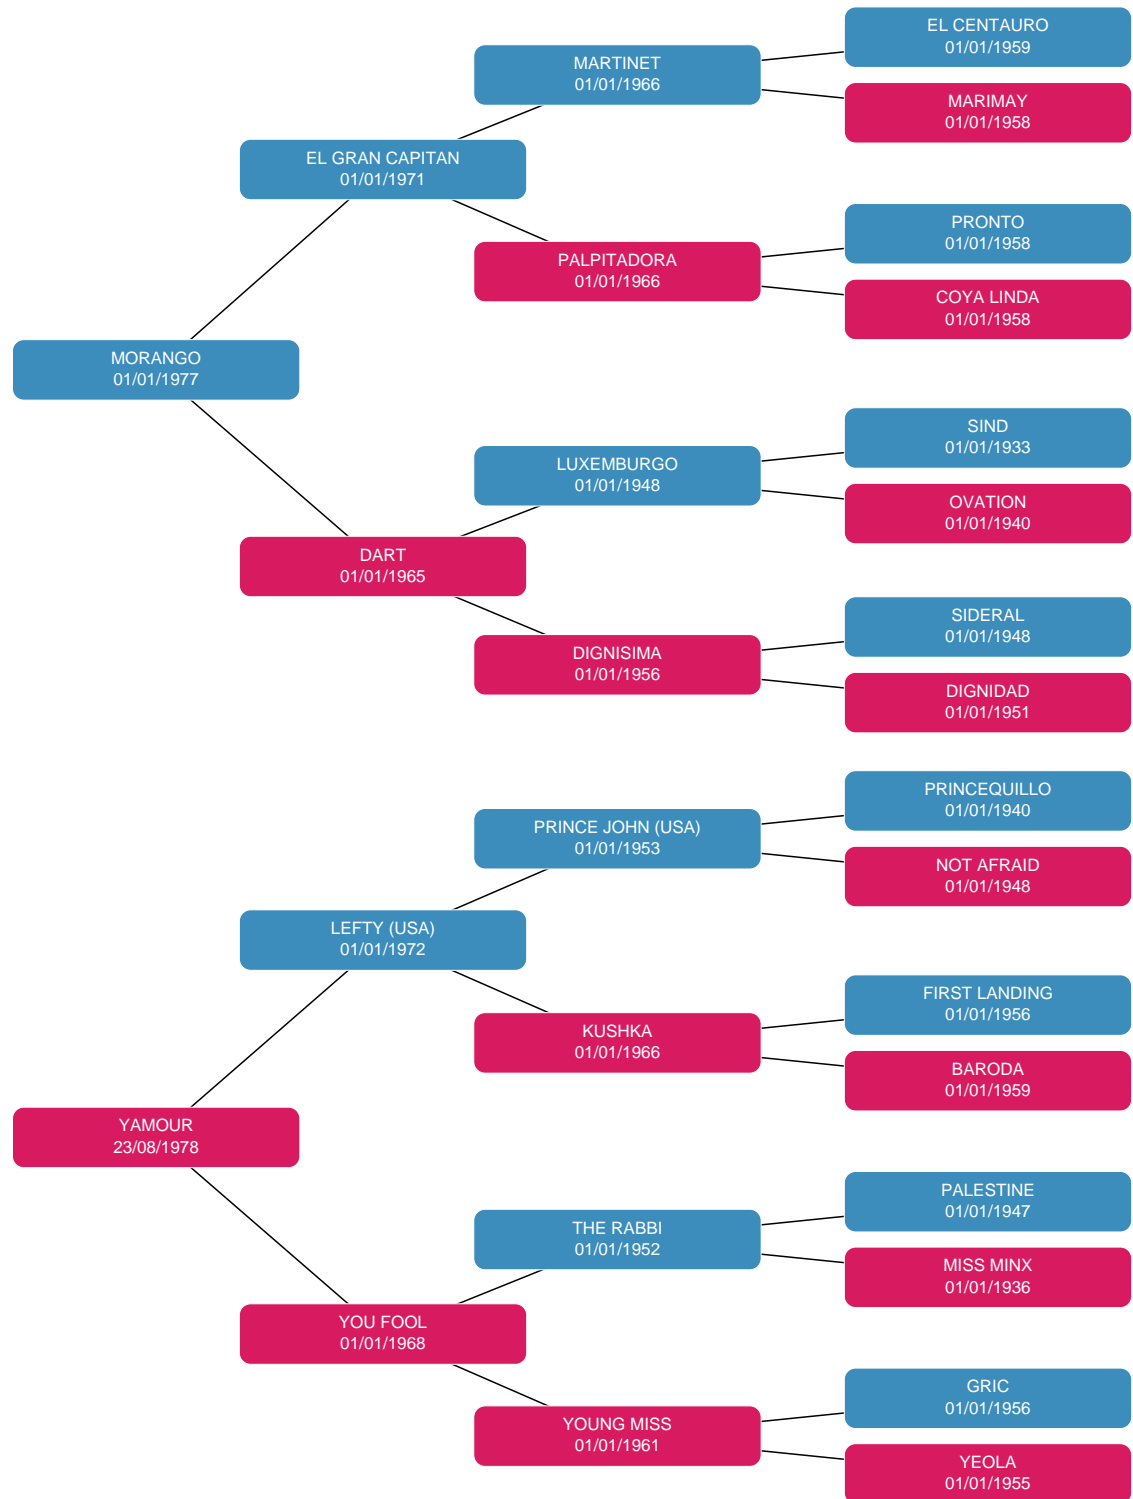 EL CENTAURO
01/01/1959
MARTINET
01/01/1966
MARIMAY
01/01/1958
EL GRAN CAPITAN
01/01/1971
PRONTO
01/01/1958
PALPITADORA
01/01/1966
COYA LINDA
01/01/1958
MORANGO
01/01/1977
SIND
01/01/1933
LUXEMBURGO
01/01/1948
OVATION
01/01/1940
DART
01/01/1965
SIDERAL
01/01/1948
DIGNISIMA
01/01/1956
DIGNIDAD
01/01/1951
PRINCEQUILLO
01/01/1940
PRINCE JOHN (USA)
01/01/1953
NOT AFRAID
01/01/1948
LEFTY (USA)
01/01/1972
FIRST LANDING
01/01/1956
KUSHKA
01/01/1966
BARODA
01/01/1959
YAMOUR
23/08/1978
PALESTINE
01/01/1947
THE RABBI
01/01/1952
MISS MINX
01/01/1936
YOU FOOL
01/01/1968
GRIC
01/01/1956
YOUNG MISS
01/01/1961
YEOLA
01/01/1955